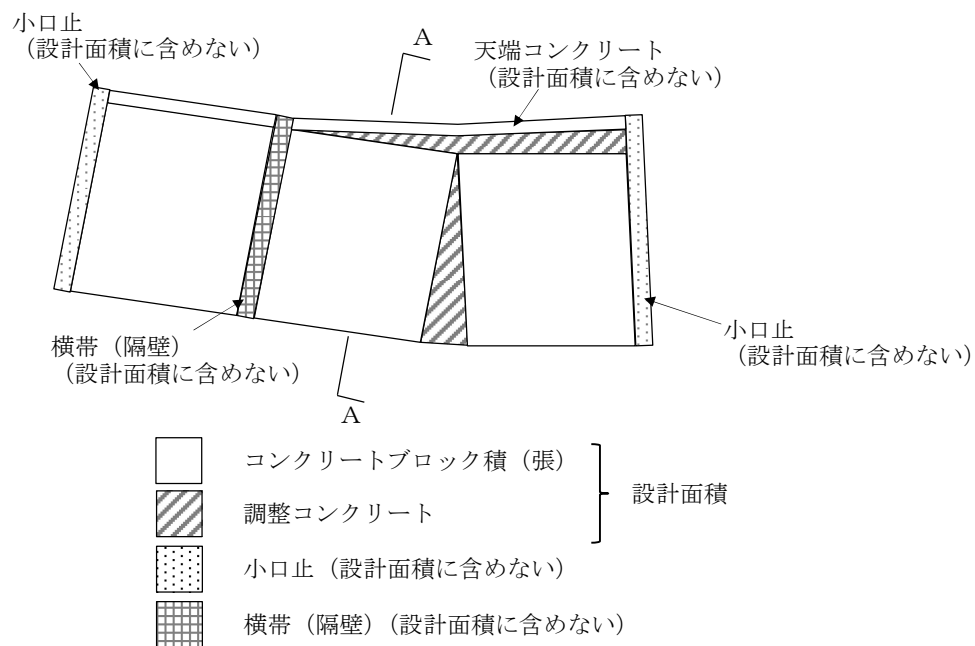 小口止
（設計面積に含めない）
A
天端コンクリート
（設計面積に含めない）
横帯（隔壁）
（設計面積に含めない）
小口止
（設計面積に含めない）
A
コンクリートブロック積（張）
調整コンクリート
設計面積
小口止（設計面積に含めない）
横帯（隔壁）（設計面積に含めない）